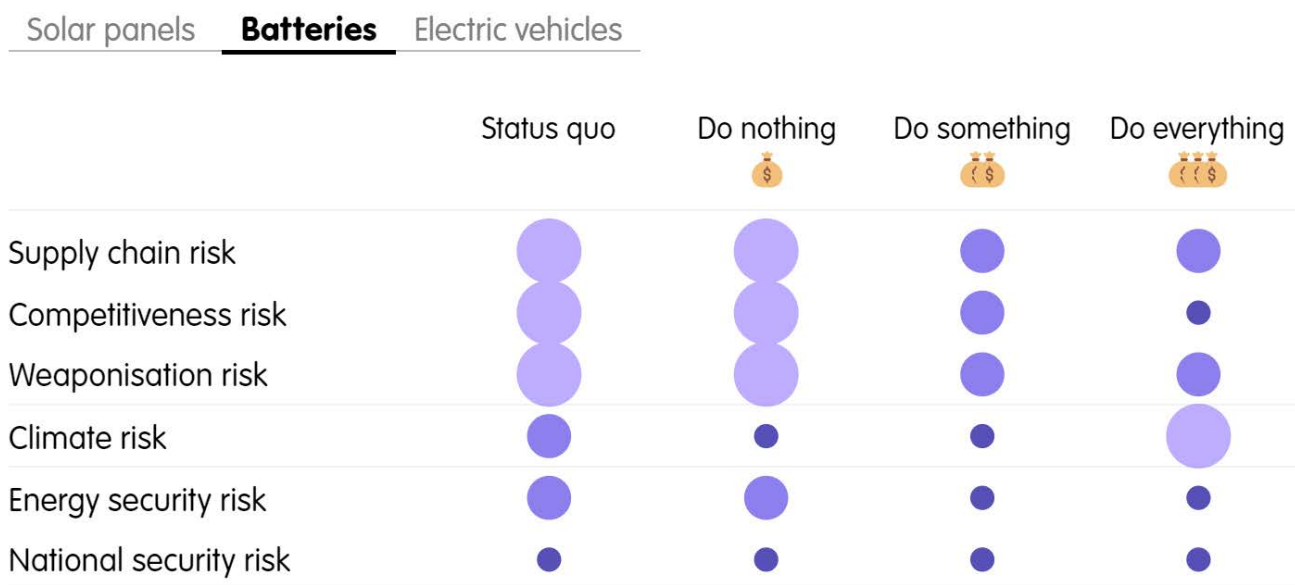 Solar panels Batteries Electric vehicles
Status quo Do nothing Do something Do everything
$ $ $
Supply chain risk
Competitiveness risk
Weaponisation risk
Climate risk
Energy security risk
National security risk